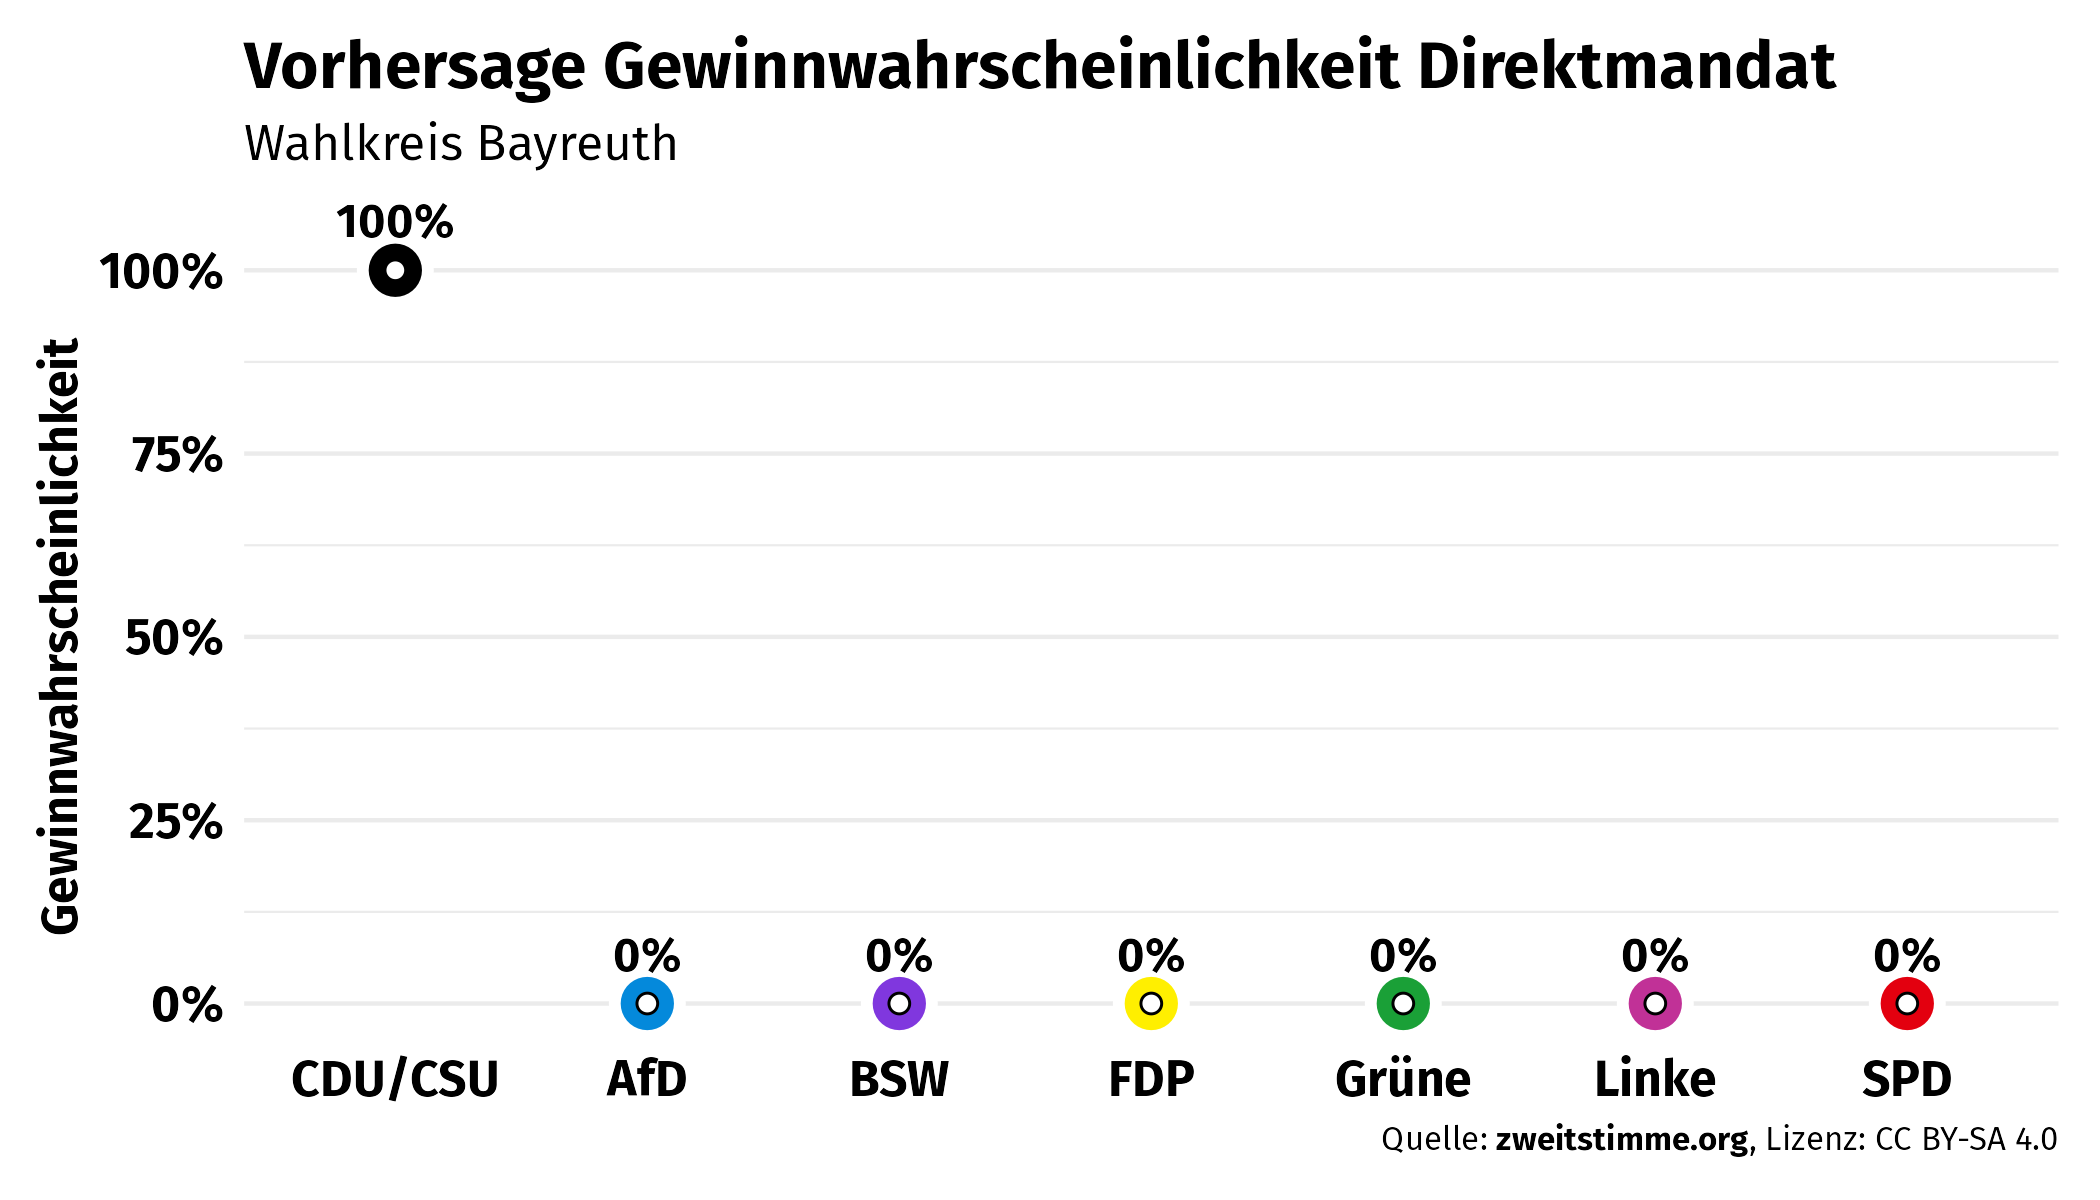 Vorhersage Gewinnwahrscheinlichkeit Direktmandat
Wahlkreis Bayreuth
Gewinnwahrscheinlichkeit
100%
75%
50%
25%
0%
100%
0%
0%
0%
0%
0%
0%
CDU/CSU
AfD
BSW
FDP
Grüne
Linke
SPD
Quelle: zweitstimme.org, Lizenz: CC BY-SA 4.0